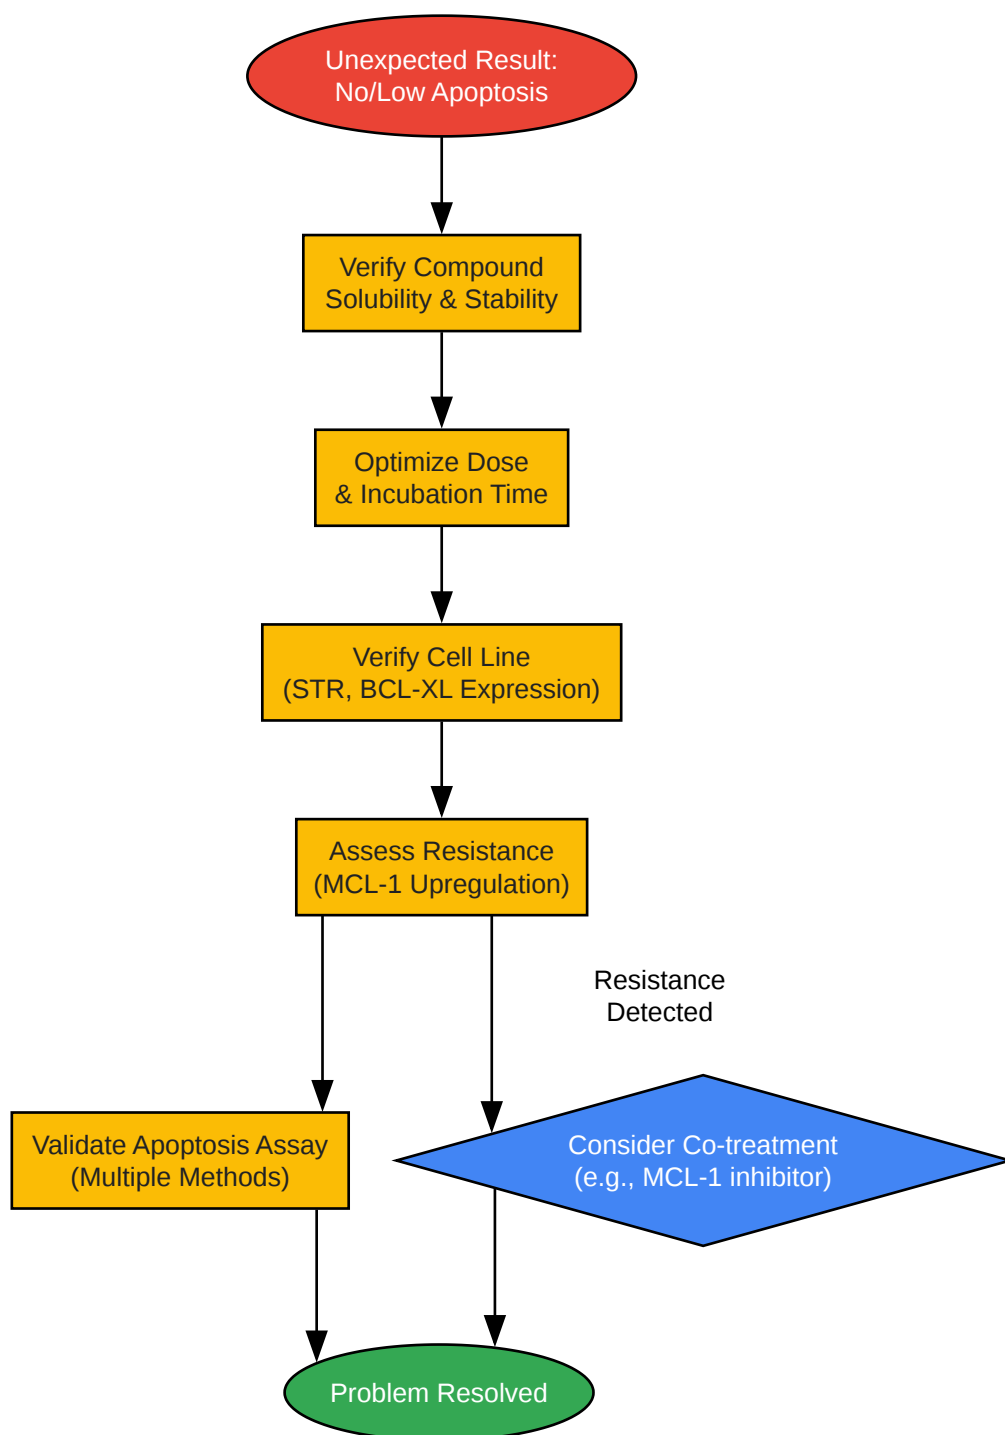 Unexpected Result:
No/Low Apoptosis
Verify Compound
Solubility & Stability
Optimize Dose
& Incubation Time
Verify Cell Line
(STR, BCL-XL Expression)
Assess Resistance
(MCL-1 Upregulation)
Resistance
Detected
Validate Apoptosis Assay
(Multiple Methods)
Consider Co-treatment
(e.g., MCL-1 inhibitor)
Problem Resolved